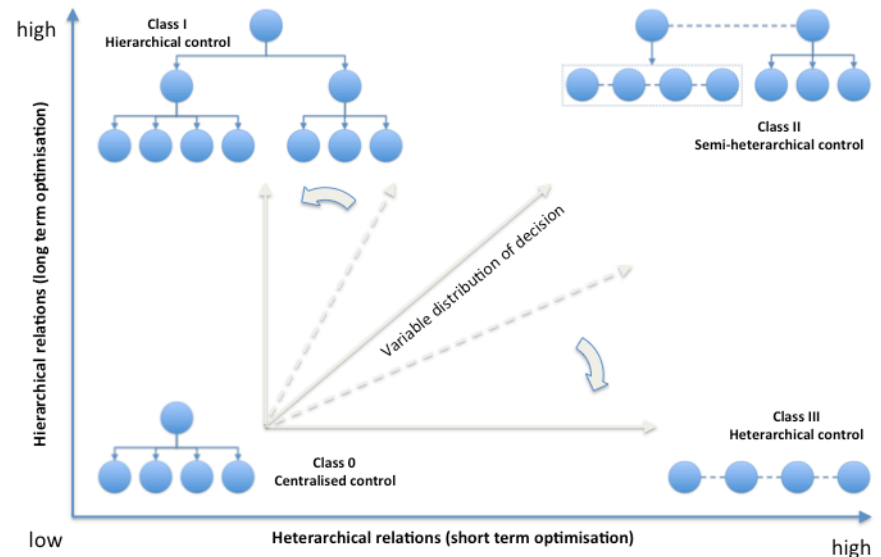 high
Class I
Hierarchical control
Class II
Semi-heterarchical control
Hierarchical relations (long term optimisation)
Variable distribution of decision
Class III
Heterarchical control
Class 0
Centralised control
low
Heterarchical relations (short term optimisation)
high